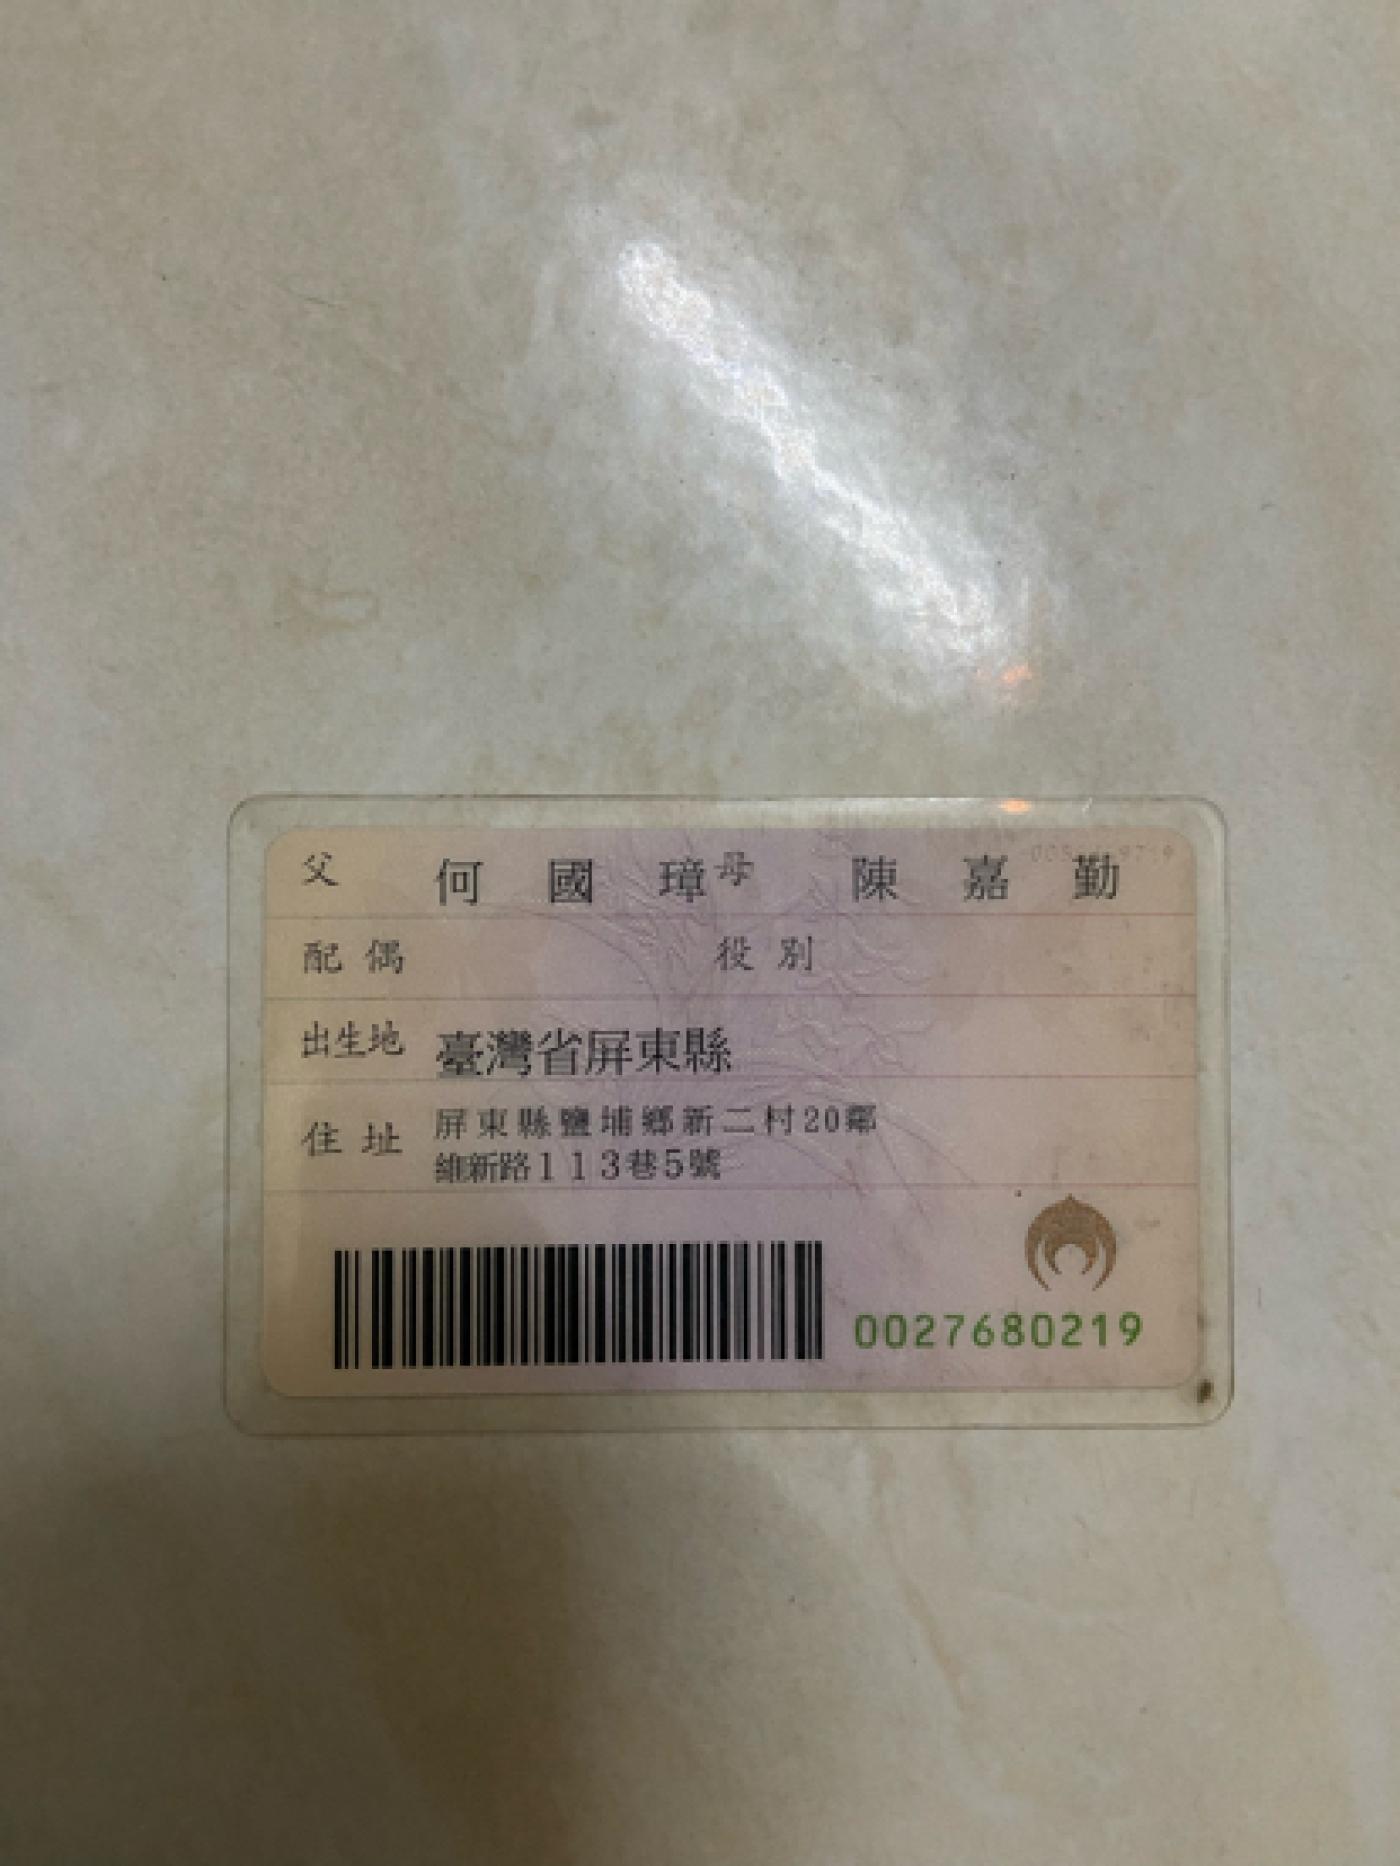 父 何國璋 母 陳嘉勤
配偶 役別
出生地 臺灣省屏東縣
住址 屏東縣鹽埔鄉新二村20鄰
維新路113巷5號
0027680219